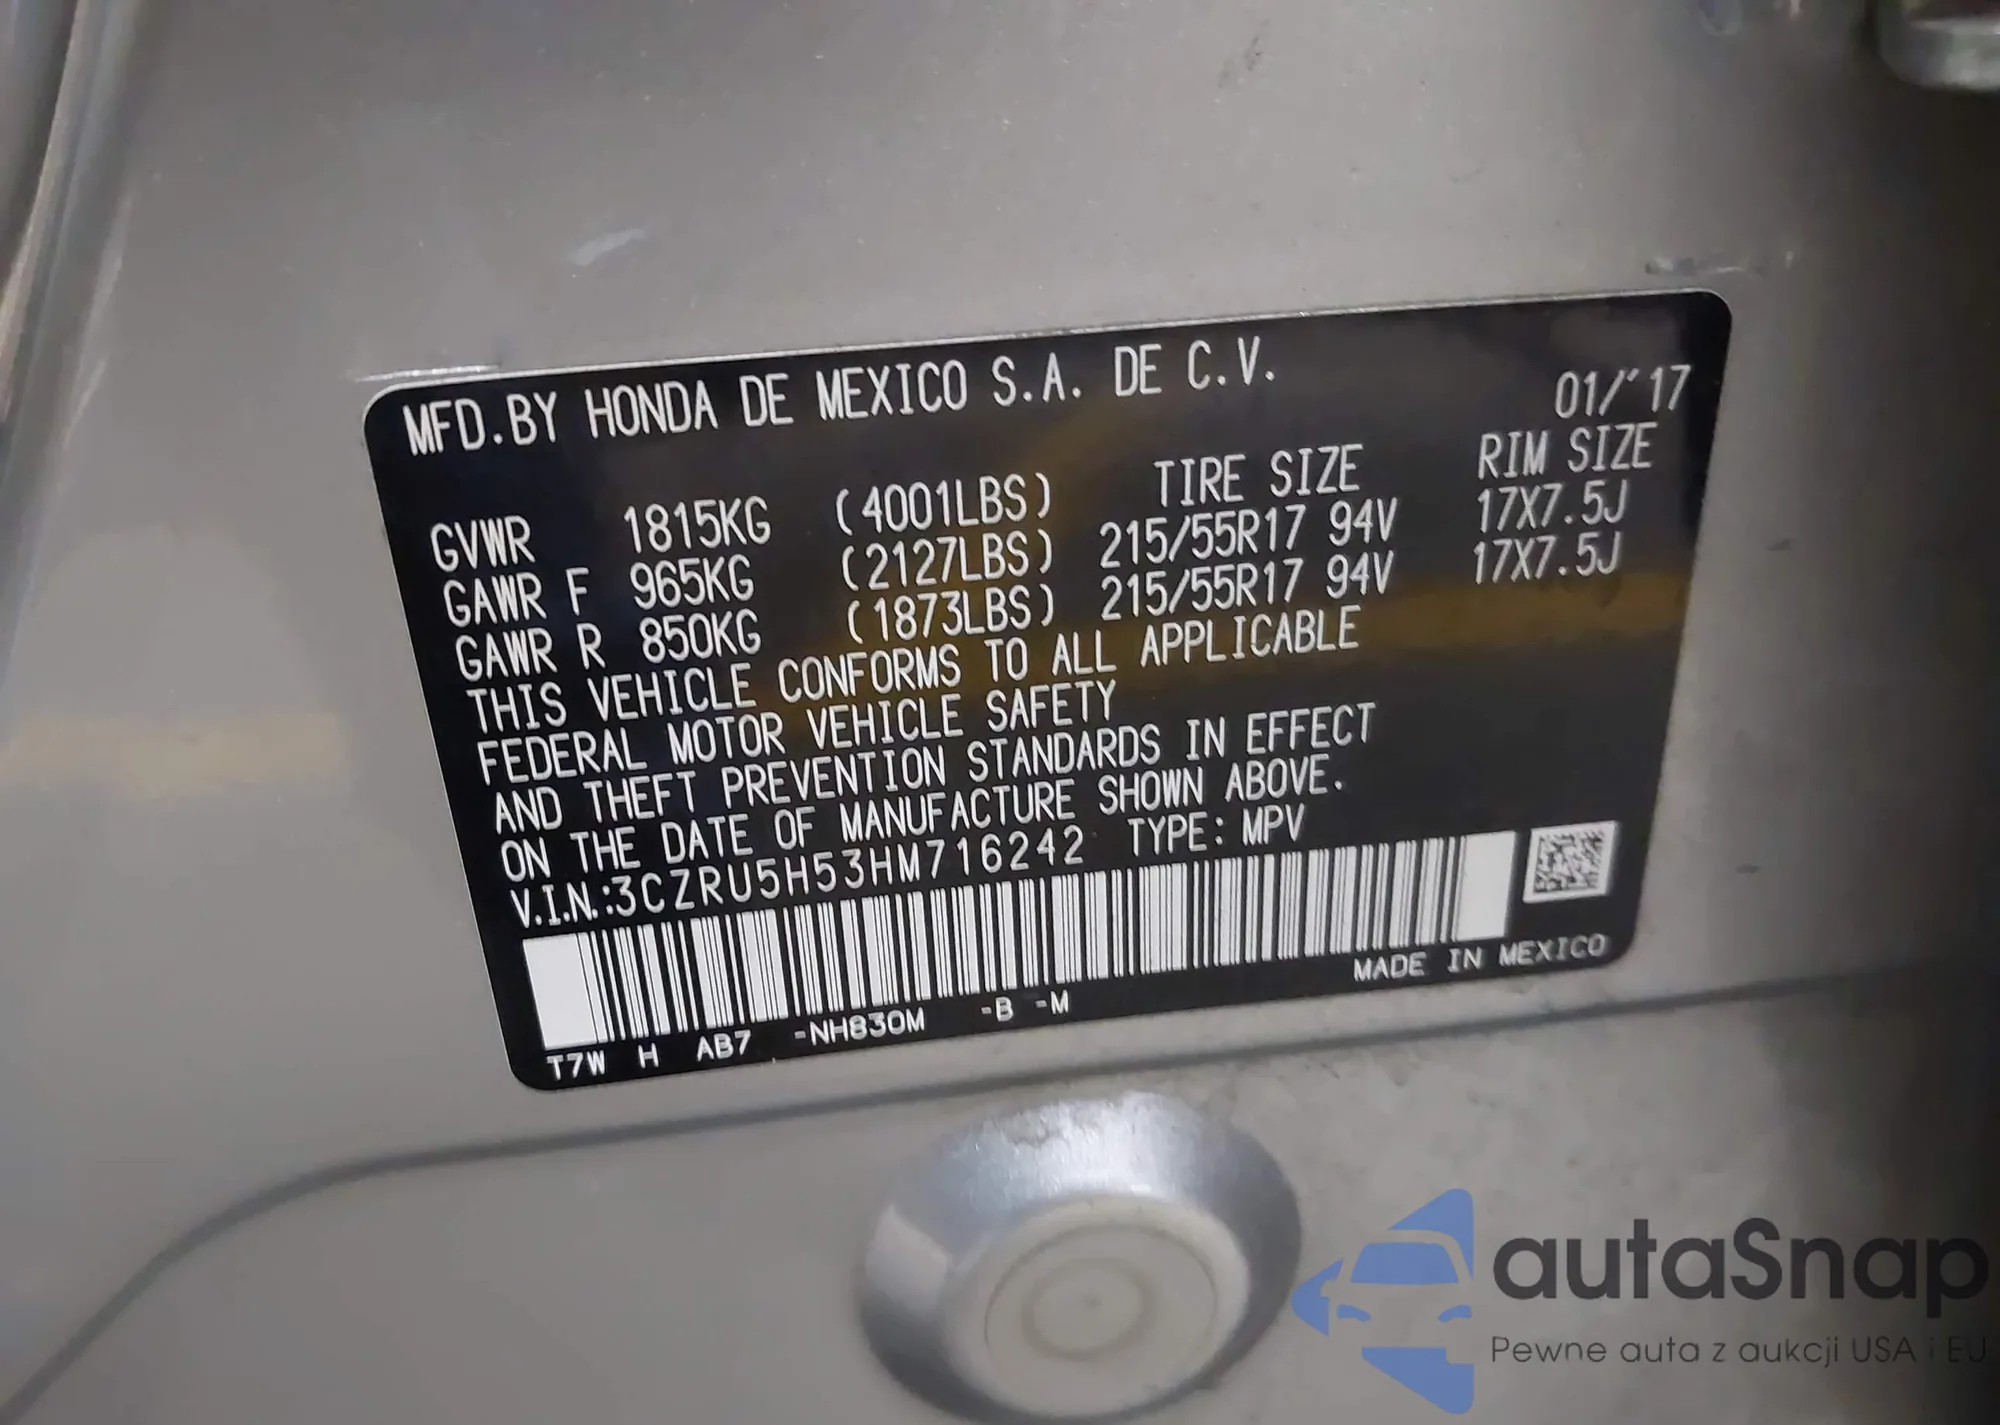 MFD.BY HONDA DE MEXICO S.A. DE C.V.
01/'17
TIRE SIZE RIM SIZE
GVWR 1815KG (4001LBS)
GAWR F 965KG (2127LBS) 215/55R17 94V 17X7.5J
GAWR R 850KG (1873LBS) 215/55R17 94V 17X7.5J
THIS VEHICLE CONFORMS TO ALL APPLICABLE
FEDERAL MOTOR VEHICLE SAFETY
AND THEFT PREVENTION STANDARDS IN EFFECT
ON THE DATE OF MANUFACTURE SHOWN ABOVE.
V.I.N.:3CZRU5H53HM716242 TYPE: MPV
MADE IN MEXICO
T7W H AB7 -NH830M -B -M
autaSnap
Pewne auta z aukcji USA i EU